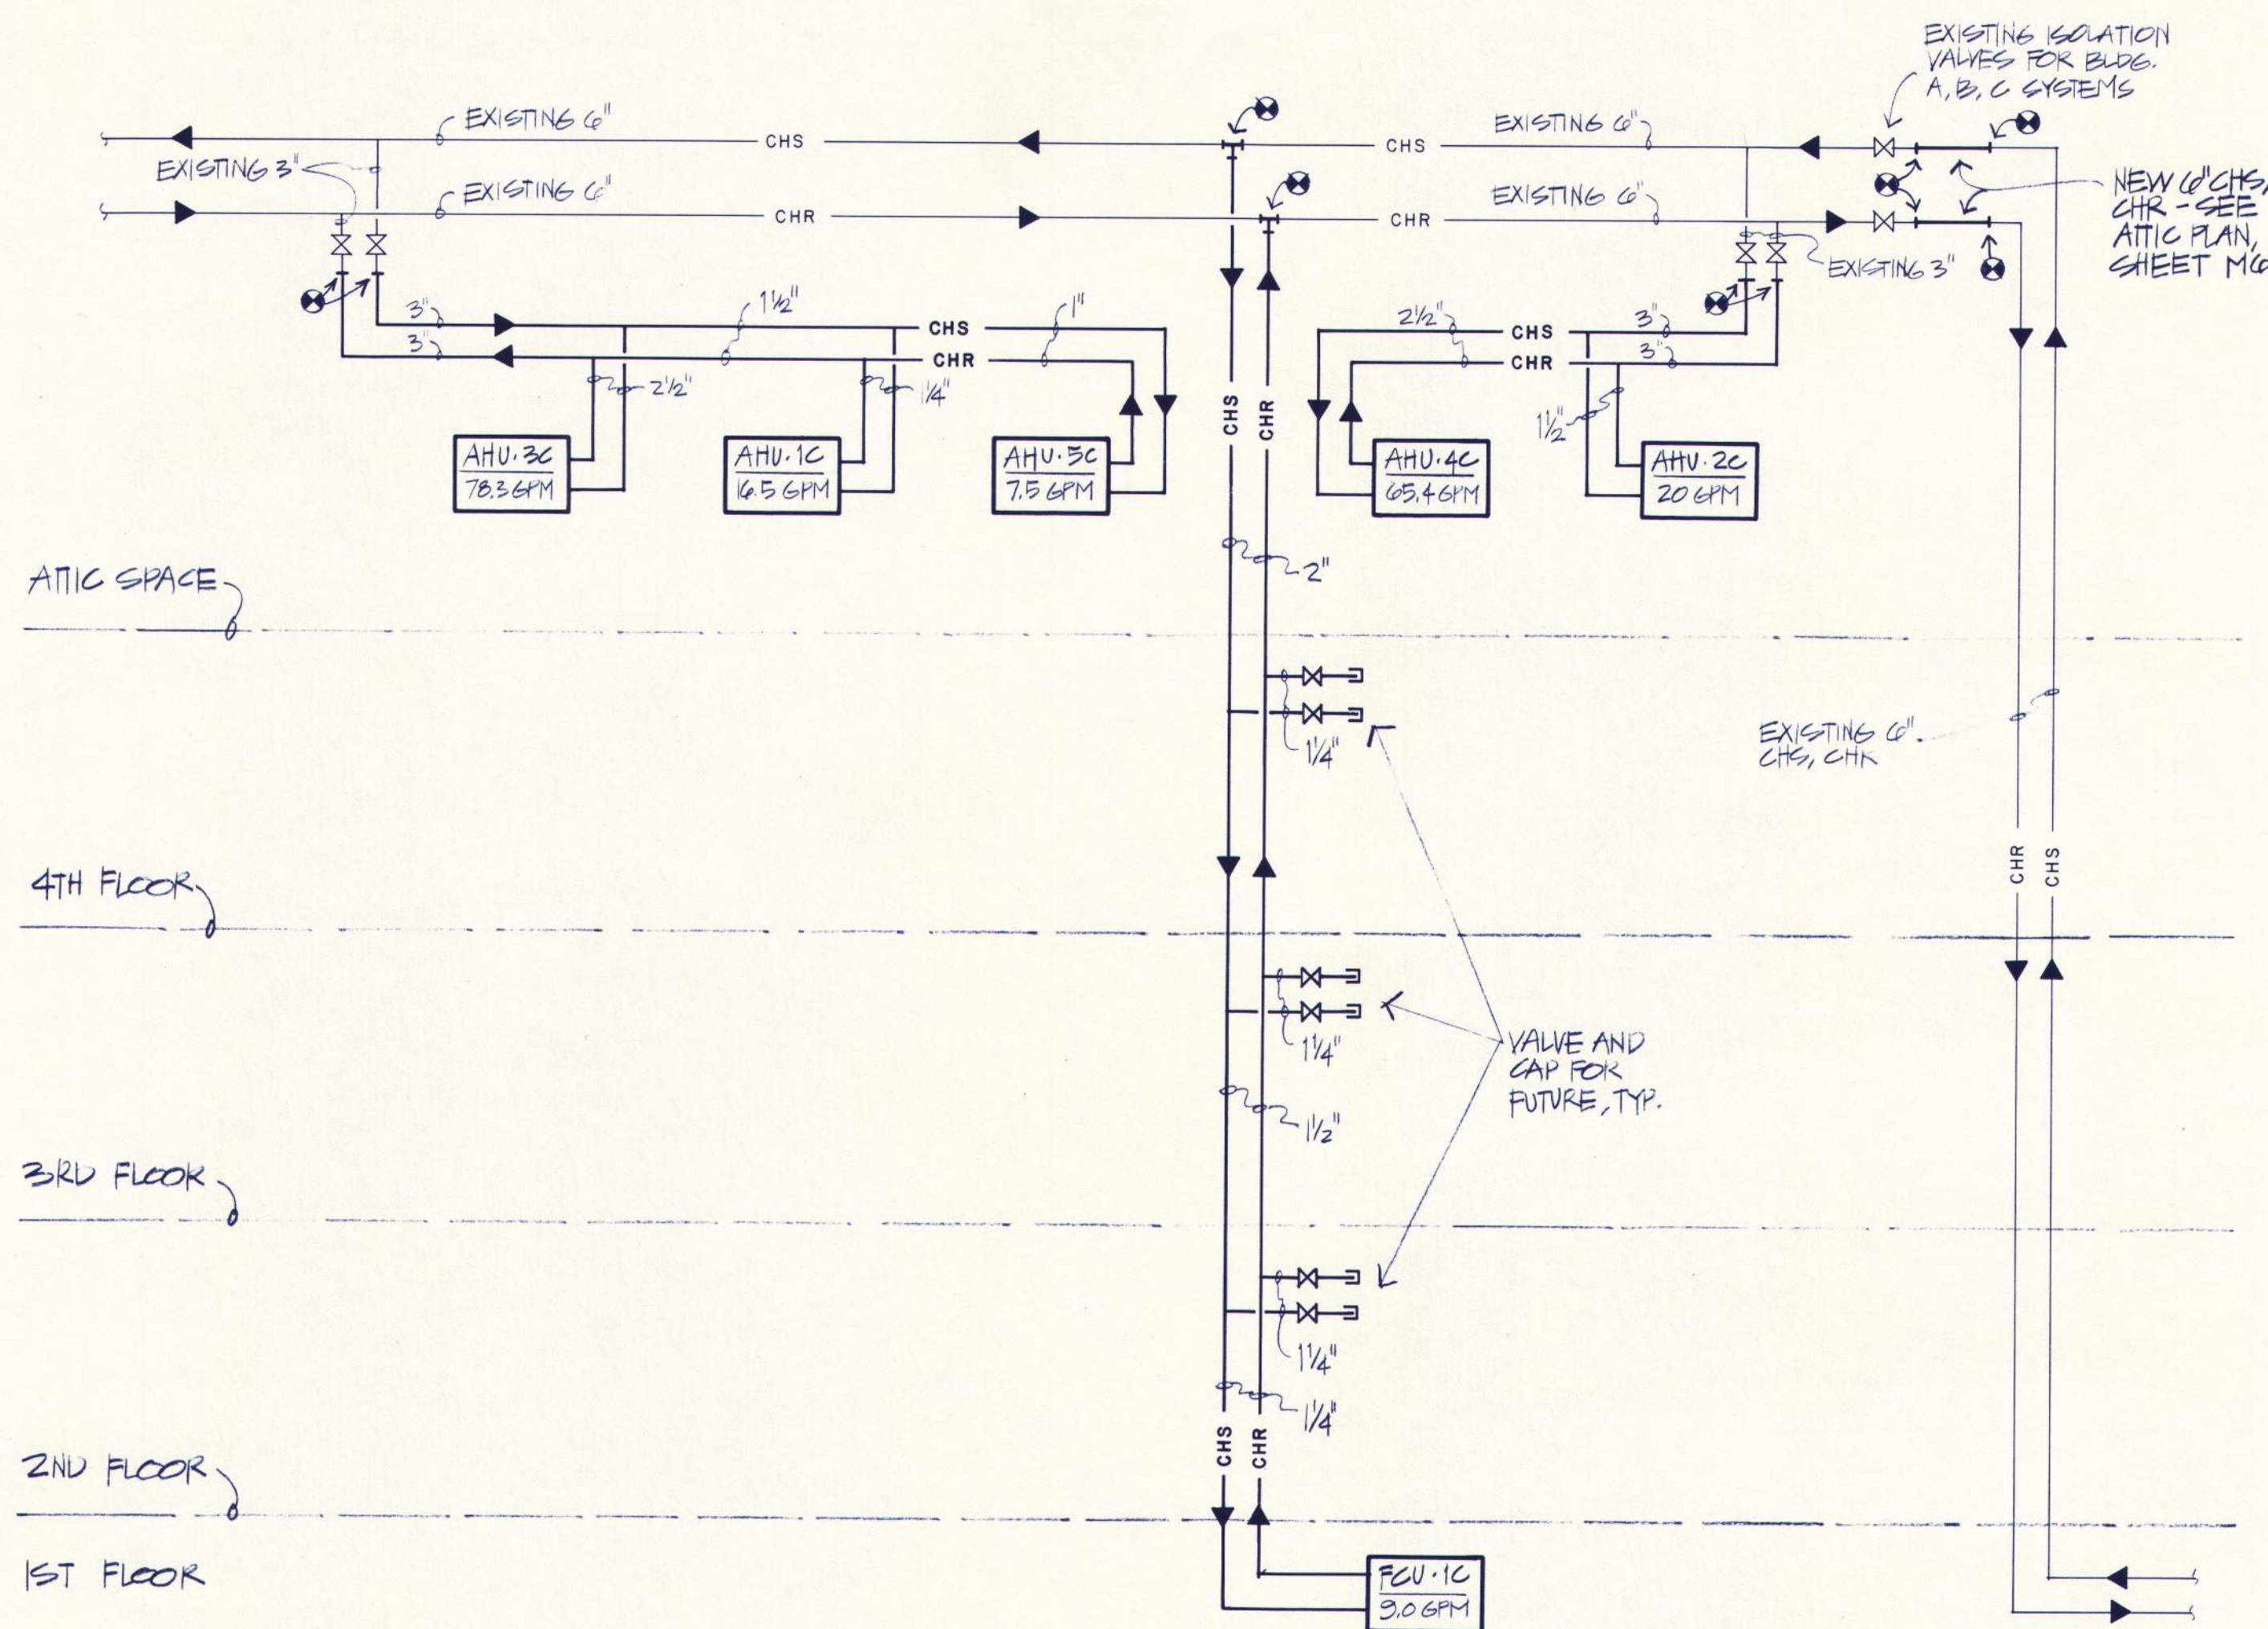 EXISTING ISOLATION
VALVES FOR BLDG.
A, B, C SYSTEMS
EXISTING 6"
CHS
CHS
EXISTING 6"
EXISTING 3"
EXISTING 6"
CHR
CHR
EXISTING 6"
NEW 6" CHS,
CHR - SEE
ATTIC PLAN,
EXISTING 3"
3"
1½"
CHS
1"
3"
CHR
2½"
CHS
3"
CHR
3"
2½"
1¼"
1½"
AHU·3C
78.3 GPM
AHU·1C
16.5 GPM
AHU·5C
7.5 GPM
CHS
CHR
AHU·4C
65.4 GPM
AHU·2C
20 GPM
2"
ATTIC SPACE
1¼"
EXISTING 6"
CHS, CHR
CHR
CHS
4TH FLOOR
1¼"
VALVE AND
CAP FOR
FUTURE, TYP.
1½"
3RD FLOOR
1¼"
1¼"
CHS
CHR
2ND FLOOR
1ST FLOOR
FCU·1C
9.0 GPM